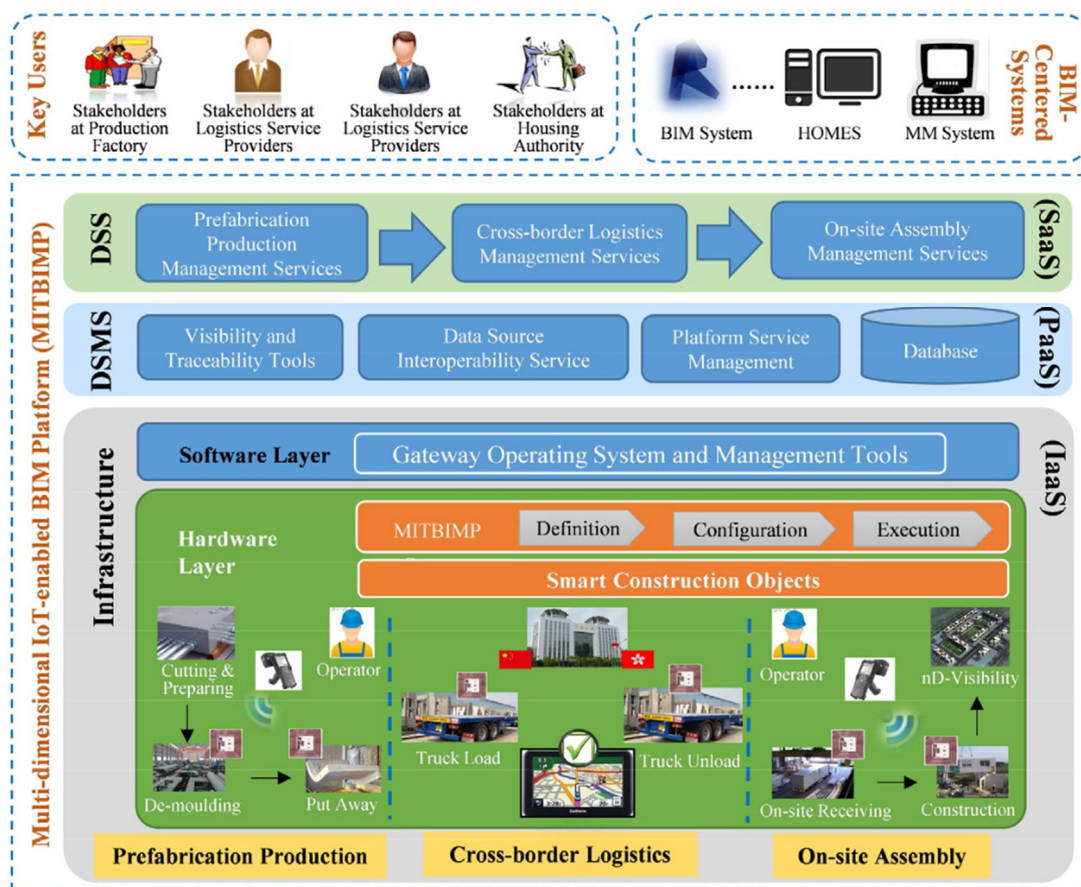 Key Users
Stakeholders
at Production
Factory
Stakeholders at
Logistics Service
Providers
Stakeholders at
Logistics Service
Providers
Stakeholders at
Housing
Authority
BIM System
HOMES
MM System
BIM-
Centered
Systems
Multi-dimensional IoT-enabled BIM Platform (MITBIMP)
DSS
Prefabrication
Production
Management Services
Cross-border Logistics
Management Services
On-site Assembly
Management Services
(SaaS)
DSMS
Visibility and
Traceability Tools
Data Source
Interoperability Service
Platform Service
Management
Database
(PaaS)
Infrastructure
(IaaS)
Software Layer
Gateway Operating System and Management Tools
Hardware
Layer
MITBIMP
Definition
Configuration
Execution
Smart Construction Objects
Cutting &
Preparing
Operator
De-moulding
Put Away
Truck Load
Truck Unload
Operator
nD-Visibility
On-site Receiving
Construction
Prefabrication Production
Cross-border Logistics
On-site Assembly